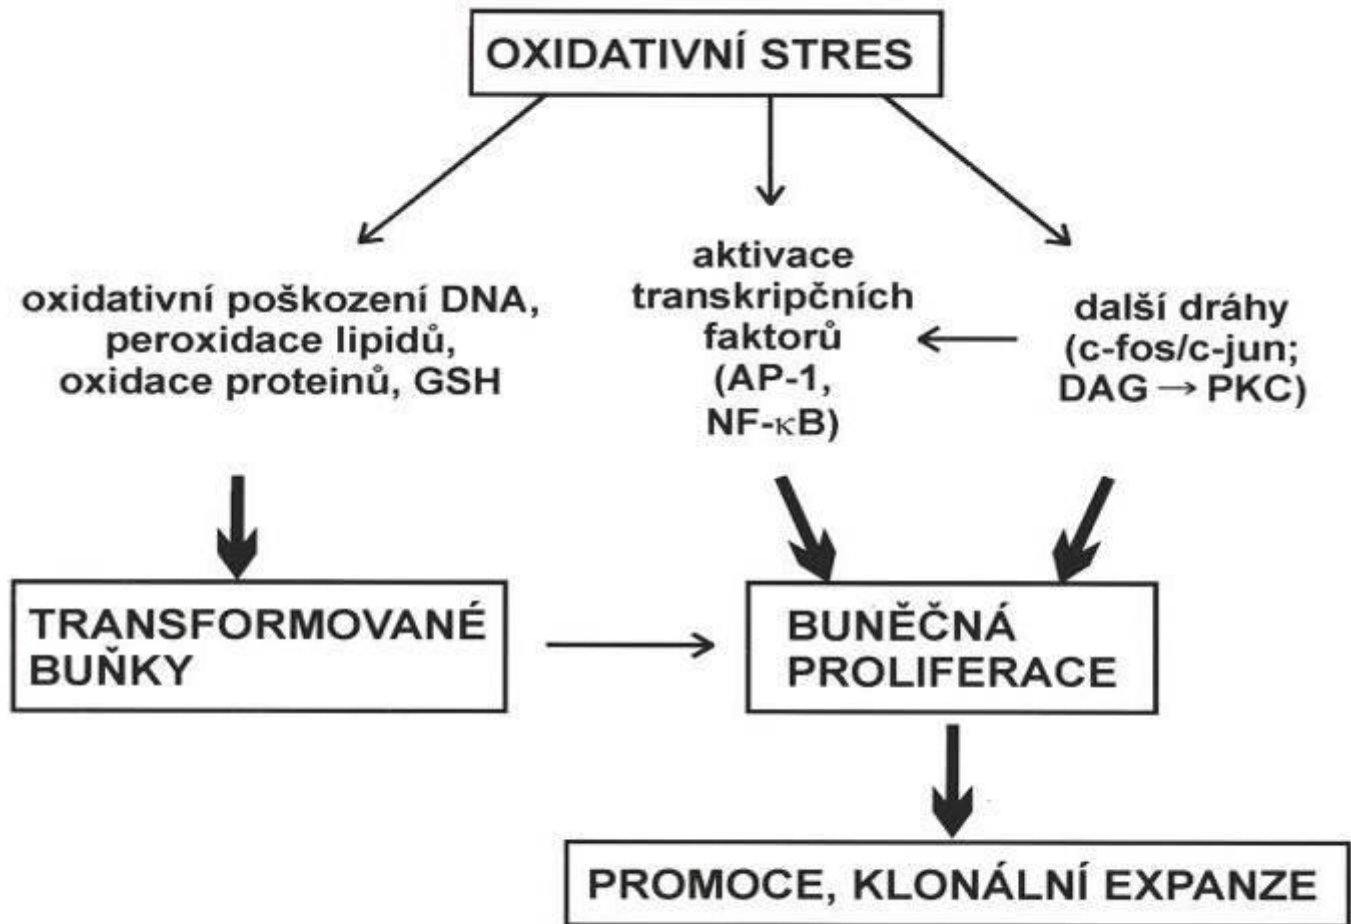 OXIDATIVNÍ STRES
oxidativní poškození DNA,
peroxidace lipidů,
oxidace proteinů, GSH
aktivace
transkripčních
faktorů
(AP-1,
NF-κB)
další dráhy
(c-fos/c-jun;
DAG → PKC)
TRANSFORMOVANÉ
BUŇKY
BUNĚČNÁ
PROLIFERACE
PROMOCE, KLONÁLNÍ EXPANZE